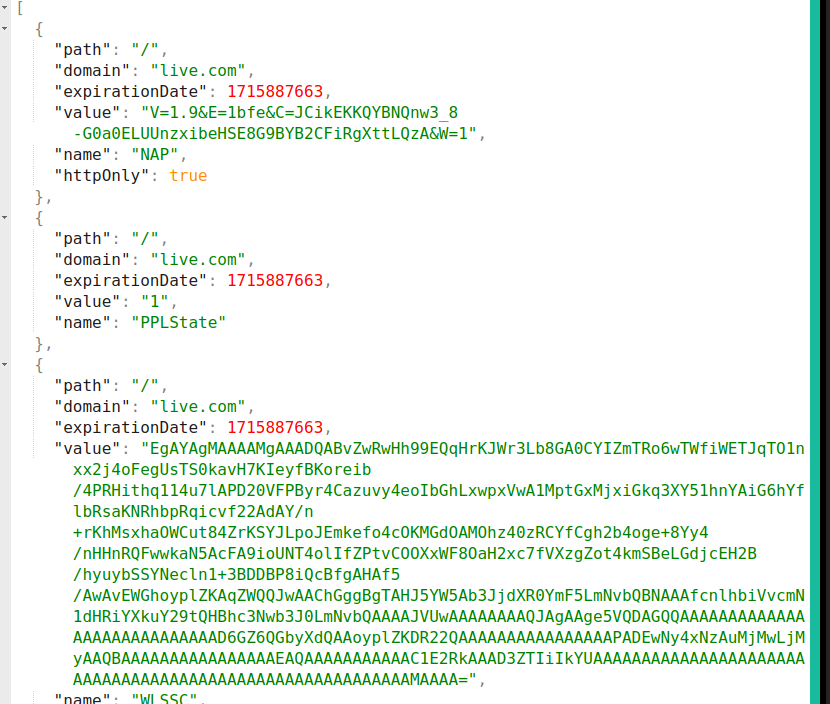 [
{
"path": "/",
"domain": "live.com",
"expirationDate": 1715887663,
"value": "V=1.9&E=1bfe&C=JCikEKKQYBNQnw3_8
-G0a0ELUUnzxibeHSE8G9BYB2CFiRgXttLQzA&W=1",
"name": "NAP",
"httpOnly": true
},
{
"path": "/",
"domain": "live.com",
"expirationDate": 1715887663,
"value": "1",
"name": "PPLState"
},
{
"path": "/",
"domain": "live.com",
"expirationDate": 1715887663,
"value": "EgAYAgMAAAAMgAAADQABvZwRwHh99EQqHrKJWr3Lb8GA0CYIZmTRo6wTWfiWETJqTO1n
xx2j4oFegUsTS0kavH7KIeyfBKoreib
/4PRHithq114u7lAPD20VFPByr4Cazuvy4eoIbGhLxwpxVwA1MptGxMjxiGkq3XY51hnYAiG6hYf
lbRsaKNRhbpRqicvf22AdAY/n
+rKhMsxhaOWCut84ZrKSYJLpoJEmkefo4cOKMGdOAMOhz40zRCYfCgh2b4oge+8Yy4
/nHHnRQFwwkaN5AcFA9ioUNT4olIfZPtvCOOXxWF8OaH2xc7fVXzgZot4kmSBeLGdjcEH2B
/hyuybSSYNecln1+3BDDBP8iQcBfgAHAf5
/AwAvEWGhoyplZKAqZWQQJwAAChGggBgTAHJ5YW5Ab3JjdXR0YmF5LmNvbQBNAAAfcnlhbiVvcmN
1dHRiYXkuY29tQHBhc3Nwb3J0LmNvbQAAAAJVUwAAAAAAAAQJAgAAge5VQDAGQQAAAAAAAAAAAAA
AAAAAAAAAAAAAAAD6GZ6QGbyXdQAAoyplZKDR22QAAAAAAAAAAAAAAAAPADEwNy4xNzAuMjMwLjM
yAAQBAAAAAAAAAAAAAAAAEAQAAAAAAAAAAAC1E2RkAAAD3ZTIiIkYUAAAAAAAAAAAAAAAAAAAAAA
AAAAAAAAAAAAAAAAAAAAAAAAAAAAAAAAAAAMAAAA=",
"name": "WLSSC",